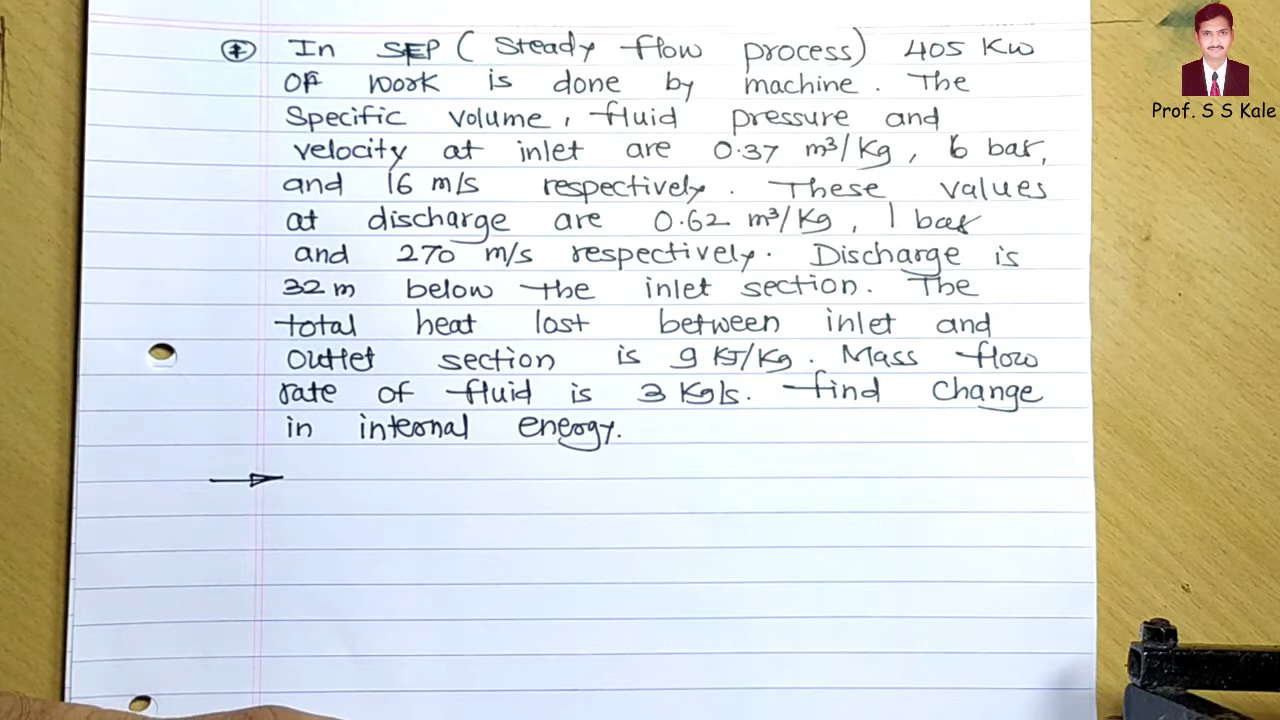 In SFP (Steady flow process) 405 Kw
OF work is done by machine. The
Specific volume, fluid pressure and
velocity at inlet are 0.37 m³/kg, 6 bar,
and 16 m/s respectively. These values
at discharge are 0.62 m³/kg, 1 bar
and 270 m/s respectively. Discharge is
32 m below the inlet section. The
total heat lost between inlet and
outlet section is 9 KJ/kg. Mass flow
rate of fluid is 3 Kg/s. find change
in internal energy.
Prof. S S Kale